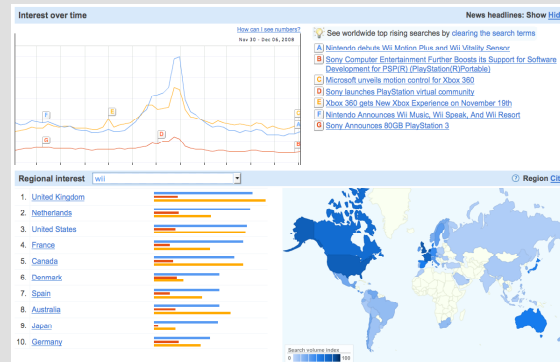 Interest over time
News headlines: Show Hid
How can I see numbers?
Nov 30 - Dec 06, 2008
See worldwide top rising searches by clearing the search terms
A Nintendo debuts Wii Motion Plus and Wii Vitality Sensor
B Sony Computer Entertainment Further Boosts its Support for Software
Development for PSP(R) (PlayStation(R)Portable)
C Microsoft unveils motion control for Xbox 360
D Sony launches PlayStation virtual community
E Xbox 360 gets New Xbox Experience on November 19th
F Nintendo Announces Wii Music, Wii Speak, And Wii Resort
G Sony Announces 80GB PlayStation 3
F
E
G
D
C
A
B
Regional interest
wii
Region Cit
1. United Kingdom
2. Netherlands
3. United States
4. France
5. Canada
6. Denmark
7. Spain
8. Australia
9. Japan
10. Germany
Search volume index
0 100